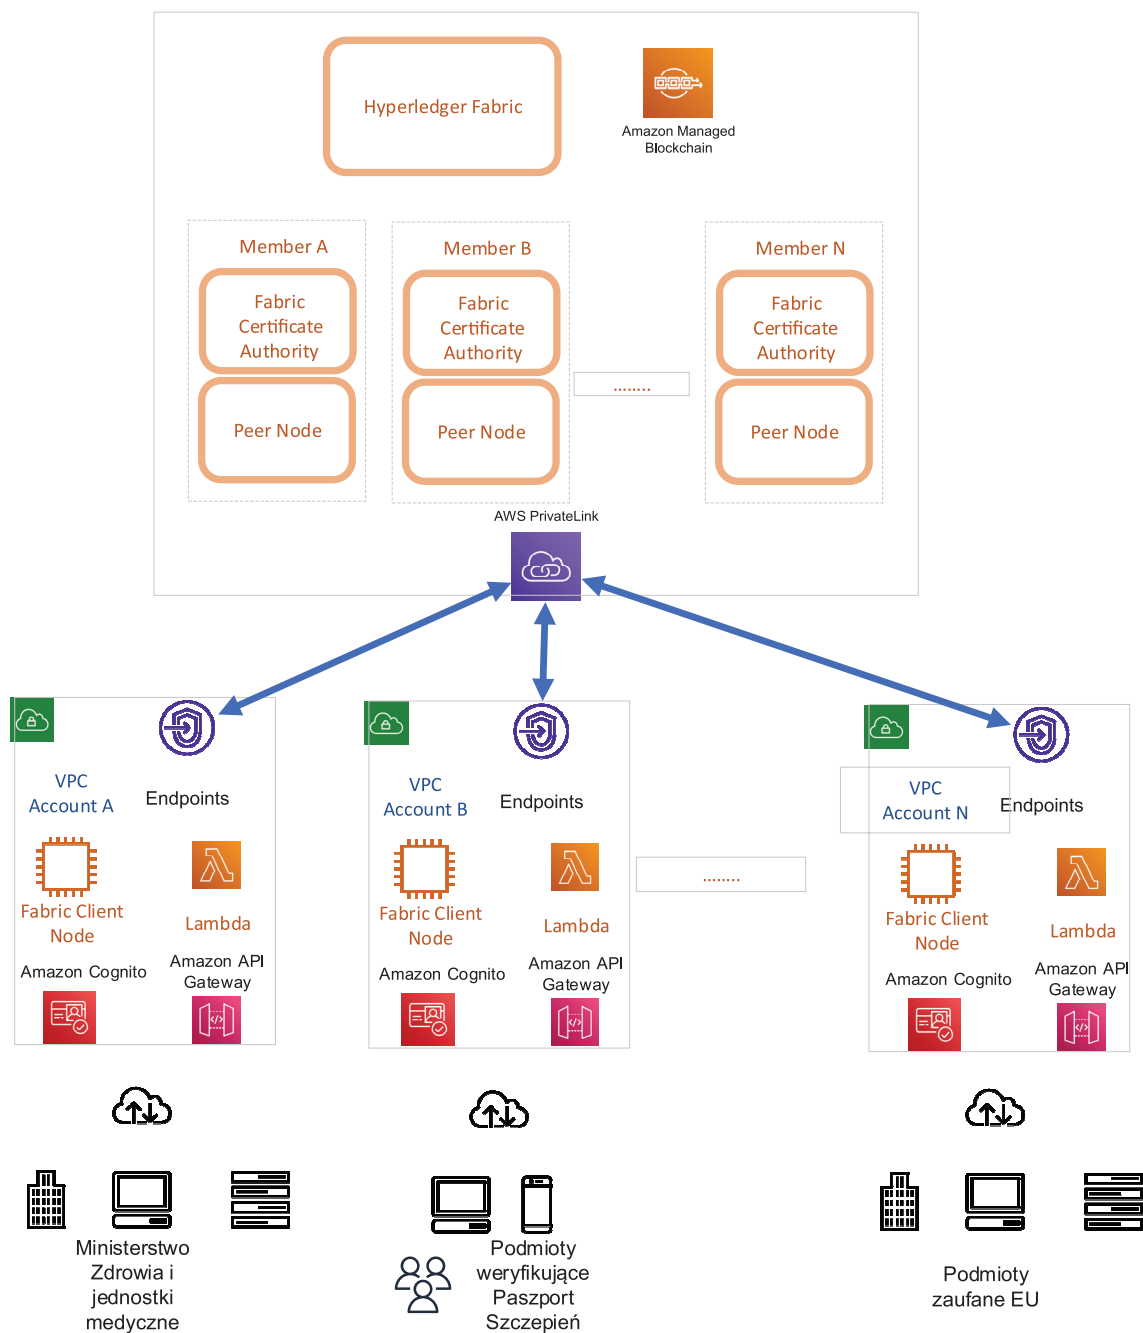 Hyperledger Fabric
Amazon Managed
Blockchain
Member A
Fabric
Certificate
Authority
Peer Node
Member B
Fabric
Certificate
Authority
Peer Node
........
Member N
Fabric
Certificate
Authority
Peer Node
AWS PrivateLink
VPC
Account A
Endpoints
Fabric Client
Node
Lambda
Amazon Cognito
Amazon API
Gateway
VPC
Account B
Endpoints
Fabric Client
Node
Lambda
Amazon Cognito
Amazon API
Gateway
........
VPC
Account N
Endpoints
Fabric Client
Node
Lambda
Amazon Cognito
Amazon API
Gateway
Ministerstwo
Zdrowia i
jednostki
medyczne
Podmioty
weryfikujące
Paszport
Szczepień
Podmioty
zaufane EU